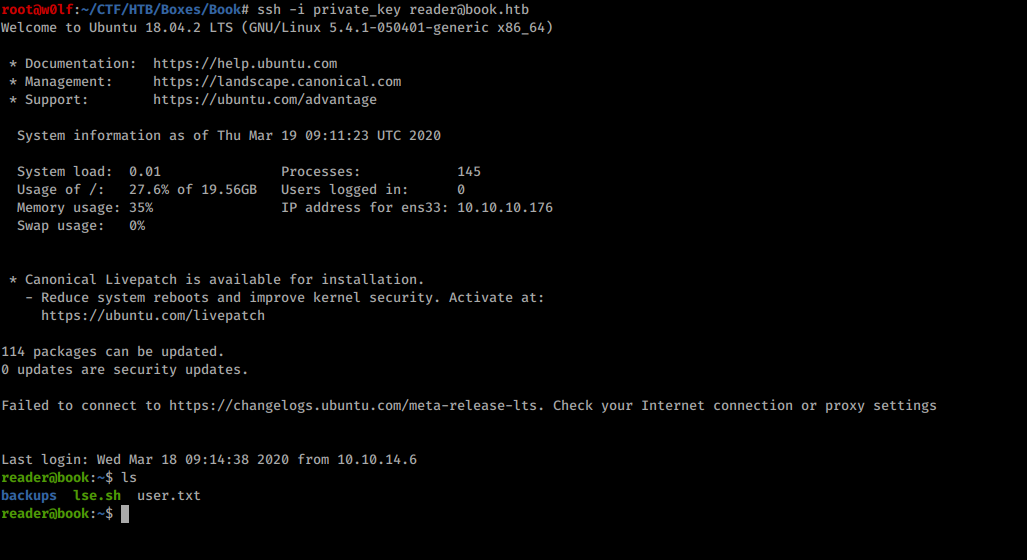 root@w0lf:~/CTF/HTB/Boxes/Book# ssh -i private_key reader@book.htb
Welcome to Ubuntu 18.04.2 LTS (GNU/Linux 5.4.1-050401-generic x86_64)
* Documentation:  https://help.ubuntu.com
* Management:     https://landscape.canonical.com
* Support:        https://ubuntu.com/advantage
System information as of Thu Mar 19 09:11:23 UTC 2020
System load:  0.01               Processes:            145
Usage of /:   27.6% of 19.56GB   Users logged in:      0
Memory usage: 35%                IP address for ens33: 10.10.10.176
Swap usage:   0%
* Canonical Livepatch is available for installation.
- Reduce system reboots and improve kernel security. Activate at:
https://ubuntu.com/livepatch
114 packages can be updated.
0 updates are security updates.
Failed to connect to https://changelogs.ubuntu.com/meta-release-lts. Check your Internet connection or proxy settings
Last login: Wed Mar 18 09:14:38 2020 from 10.10.14.6
reader@book:~$ ls
backups  lse.sh  user.txt
reader@book:~$